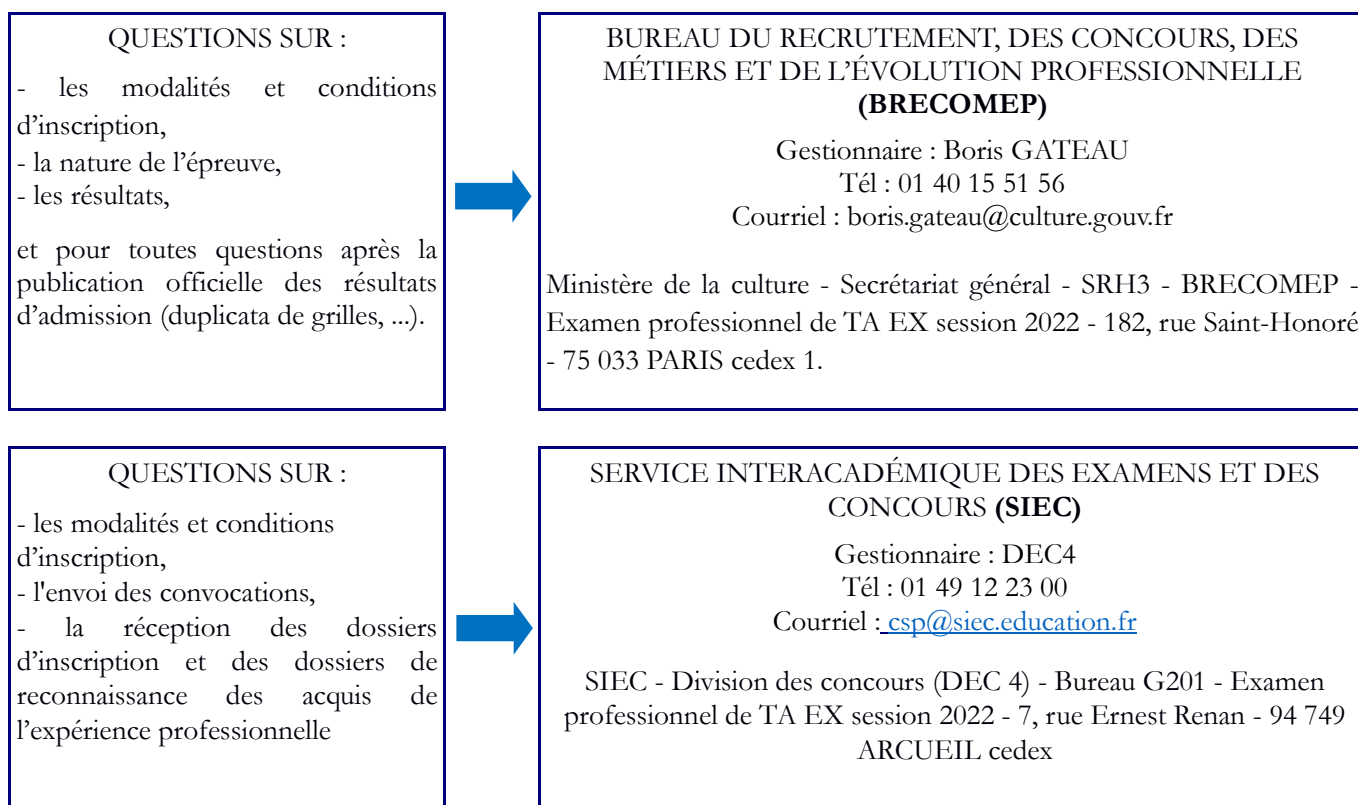 QUESTIONS SUR :
- les modalités et conditions
d’inscription,
- la nature de l’épreuve,
- les résultats,
et pour toutes questions après la
publication officielle des résultats
d’admission (duplicata de grilles, ...).
BUREAU DU RECRUTEMENT, DES CONCOURS, DES
MÉTIERS ET DE L’ÉVOLUTION PROFESSIONNELLE
(BRECOMEP)
Gestionnaire : Boris GATEAU
Tél : 01 40 15 51 56
Courriel : boris.gateau@culture.gouv.fr
Ministère de la culture - Secrétariat général - SRH3 - BRECOMEP -
Examen professionnel de TA EX session 2022 - 182, rue Saint-Honoré
- 75 033 PARIS cedex 1.
QUESTIONS SUR :
- les modalités et conditions
d’inscription,
- l'envoi des convocations,
- la réception des dossiers
d’inscription et des dossiers de
reconnaissance des acquis de
l’expérience professionnelle
SERVICE INTERACADÉMIQUE DES EXAMENS ET DES
CONCOURS (SIEC)
Gestionnaire : DEC4
Tél : 01 49 12 23 00
Courriel : csp@siec.education.fr
SIEC - Division des concours (DEC 4) - Bureau G201 - Examen
professionnel de TA EX session 2022 - 7, rue Ernest Renan - 94 749
ARCUEIL cedex